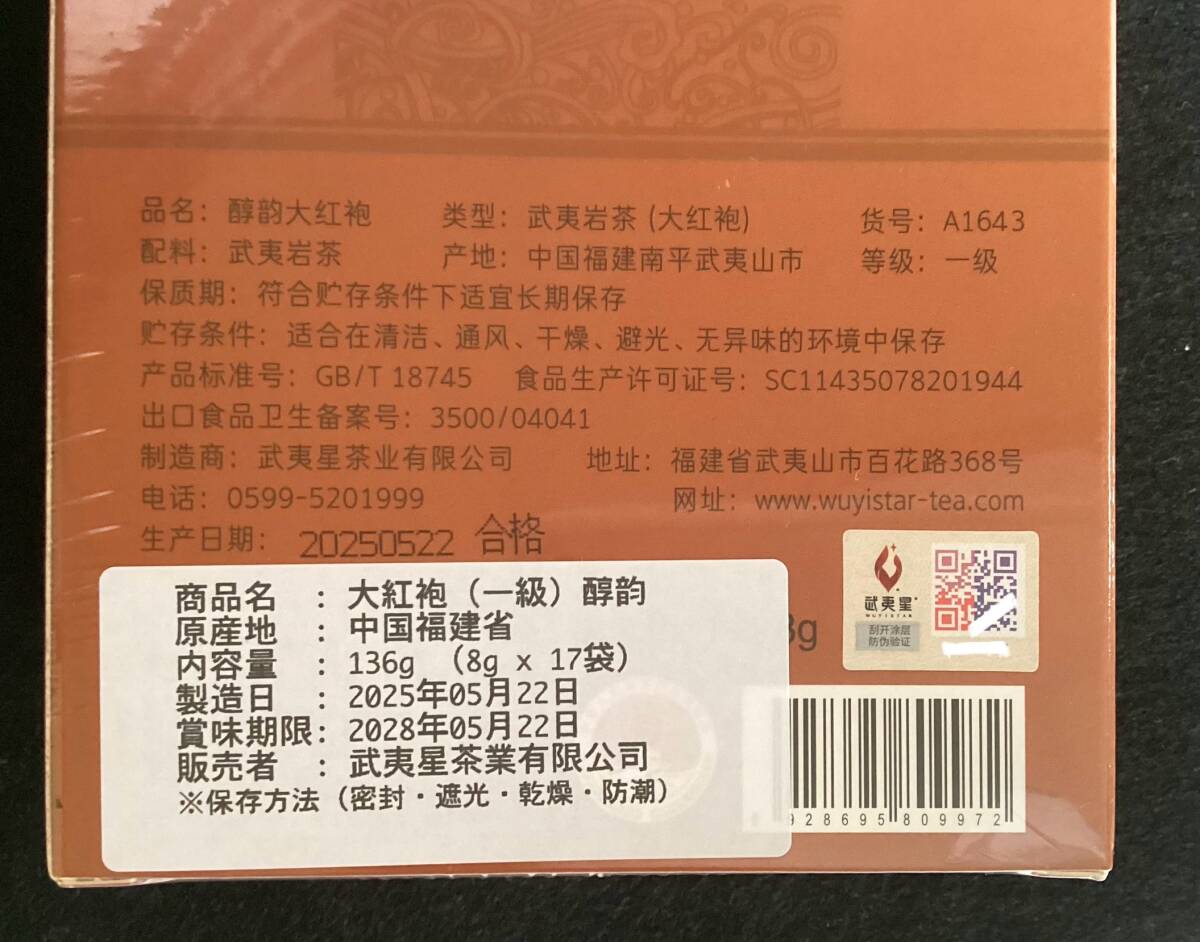 品名：醇韵大红袍 类型：武夷岩茶 (大红袍) 货号：A1643
配料：武夷岩茶 产地：中国福建南平武夷山市 等级：一级
保质期：符合贮存条件下适宜长期保存
贮存条件：适合在清洁、通风、干燥、避光、无异味的环境中保存
产品标准号：GB/T 18745 食品生产许可证号：SC11435078201944
出口食品卫生备案号：3500/04041
制造商：武夷星茶业有限公司 地址：福建省武夷山市百花路368号
电话：0599-5201999 网址：www.wuyistar-tea.com
生产日期：20250522 合格
商品名 ：大紅袍（一級）醇韵
原産地 ：中国福建省
内容量 ：136g （8g x 17袋）
製造日 ：2025年05月22日
賞味期限：2028年05月22日
販売者 ：武夷星茶業有限公司
※保存方法（密封・遮光・乾燥・防潮）
武夷星
WUYISTAR
刮开涂层
防伪验证
928695 809972